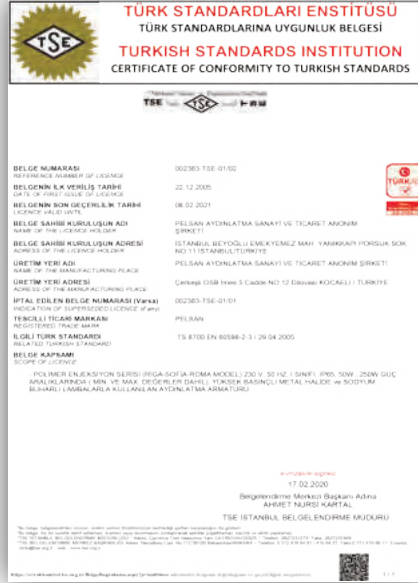 TÜRK STANDARDLARI ENSTİTÜSÜ
TÜRK STANDARDLARINA UYGUNLUK BELGESİ
TURKISH STANDARDS INSTITUTION
CERTIFICATE OF CONFORMITY TO TURKISH STANDARDS
TSE
TSE TSE
BELGE NUMARASI
REFERENCE NUMBER OF LICENCE
002383-TSE-01/02
BELGENİN İLK VERİLİŞ TARİHİ
DATE OF FIRST ISSUE OF LICENCE
22.12.2005
BELGENİN SON GEÇERLİLİK TARİHİ
LICENCE VALID UNTIL
08.02.2021
BELGE SAHİBİ KURULUŞUN ADI
NAME OF THE LICENCE HOLDER
PELSAN AYDINLATMA SANAYİ VE TİCARET ANONİM
ŞİRKETİ
BELGE SAHİBİ KURULUŞUN ADRESİ
ADRESS OF THE LICENCE HOLDER
İSTANBUL BEYOĞLU EMEKYEMEZ MAH. YANIKKAPI PORSUK SOK.
NO:11 İSTANBUL/TÜRKİYE
ÜRETİM YERİ ADI
NAME OF THE MANUFACTURING PLACE
PELSAN AYDINLATMA SANAYİ VE TİCARET ANONİM ŞİRKETİ
ÜRETİM YERİ ADRESİ
ADRESS OF THE MANUFACTURING PLACE
5.Cadde NO:12 Dilovası KOCAELİ / TÜRKİYE
İPTAL EDİLEN BELGE NUMARASI (Varsa)
INDICATION OF SUPERSEDED LICENCE (if any)
002383-TSE-01/01
TESCİLLİ TİCARİ MARKASI
REGISTERED TRADE MARK
PELSAN
İLGİLİ TÜRK STANDARDI
RELATED TURKISH STANDARD
TS 8700 EN 60598-2-3 / 29.04.2005
BELGE KAPSAMI
SCOPE OF LICENCE
POLİMER ENJEKSİYON SERİSİ (RİGA-SOFİA-ROMA MODEL) 230 V, 50 HZ, I SINIFI, IP65, 50W...250W GÜÇ
ARALIKLARINDA ( MİN. VE MAX. DEĞERLER DAHİL), YÜKSEK BASINÇLI METAL HALİDE ve SODYUM
BUHARLI LAMBALARLA KULLANILAN AYDINLATMA ARMATÜRÜ
e-imzalıdır
17.02.2020
Belgelendirme Merkezi Başkanı Adına
AHMET NURSİ KARTAL
TSE İSTANBUL BELGELENDİRME MÜDÜRÜ
1 / 1